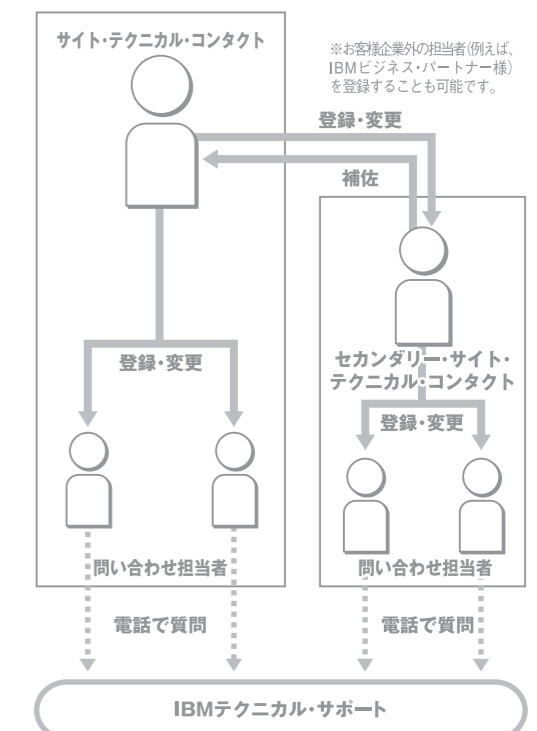 サイト・テクニカル・コンタクト
※お客様企業外の担当者(例えば、
IBMビジネス・パートナー様)
を登録することも可能です。
登録・変更
補佐
セカンダリー・サイト・
テクニカル・コンタクト
登録・変更
登録・変更
問い合わせ担当者
問い合わせ担当者
電話で質問
電話で質問
IBMテクニカル・サポート